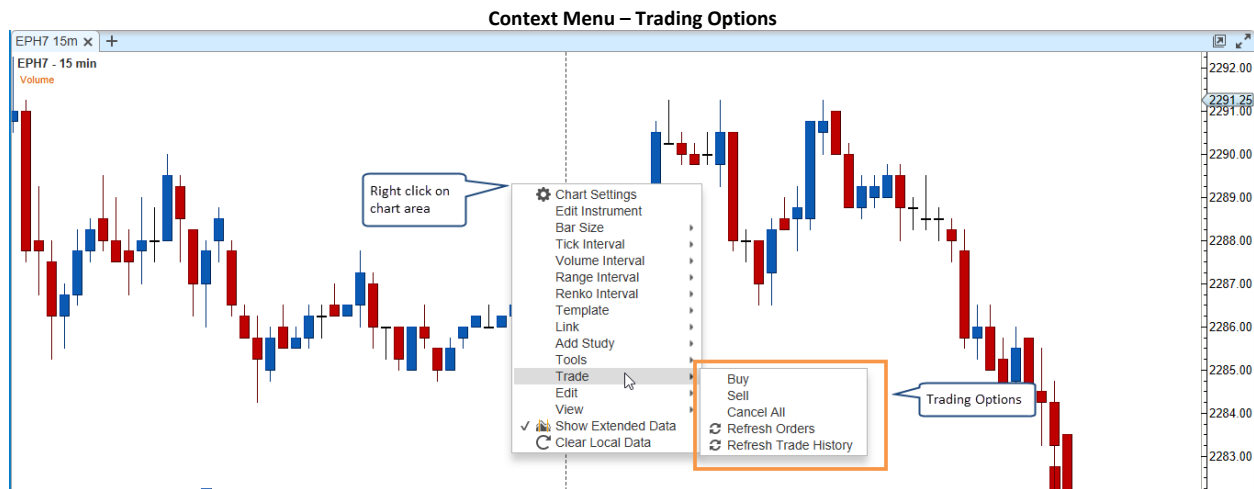 Context Menu – Trading Options
EPH7 15m
EPH7 - 15 min
Volume
2292.00
2291.25
2291.00
2290.00
2289.00
2288.00
2287.00
2286.00
2285.00
2284.00
2283.00
Right click on
chart area
Chart Settings
Edit Instrument
Bar Size
Tick Interval
Volume Interval
Range Interval
Renko Interval
Template
Link
Add Study
Tools
Trade
Edit
View
Show Extended Data
Clear Local Data
Buy
Sell
Cancel All
Refresh Orders
Refresh Trade History
Trading Options